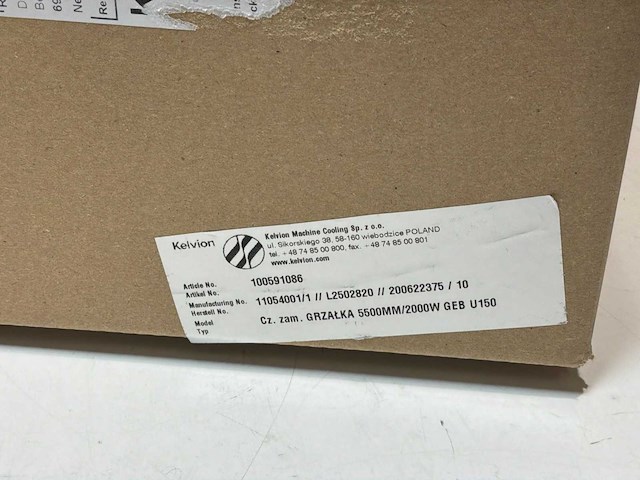 Kelvion
Kelvion Machine Cooling Sp. z o.o.
ul. Sikorskiego 38, 58-160 wiebodzice POLAND
tel. +48 74 85 00 800, fax. +48 74 85 00 801
www.kelvion.com
Article No. 100591086
Artikel No.
Manufacturing No. 11054001/1 // L2502820 // 200622375 / 10
Herstell No.
Model Cz. zam. GRZAŁKA 5500MM/2000W GEB U150
Typ